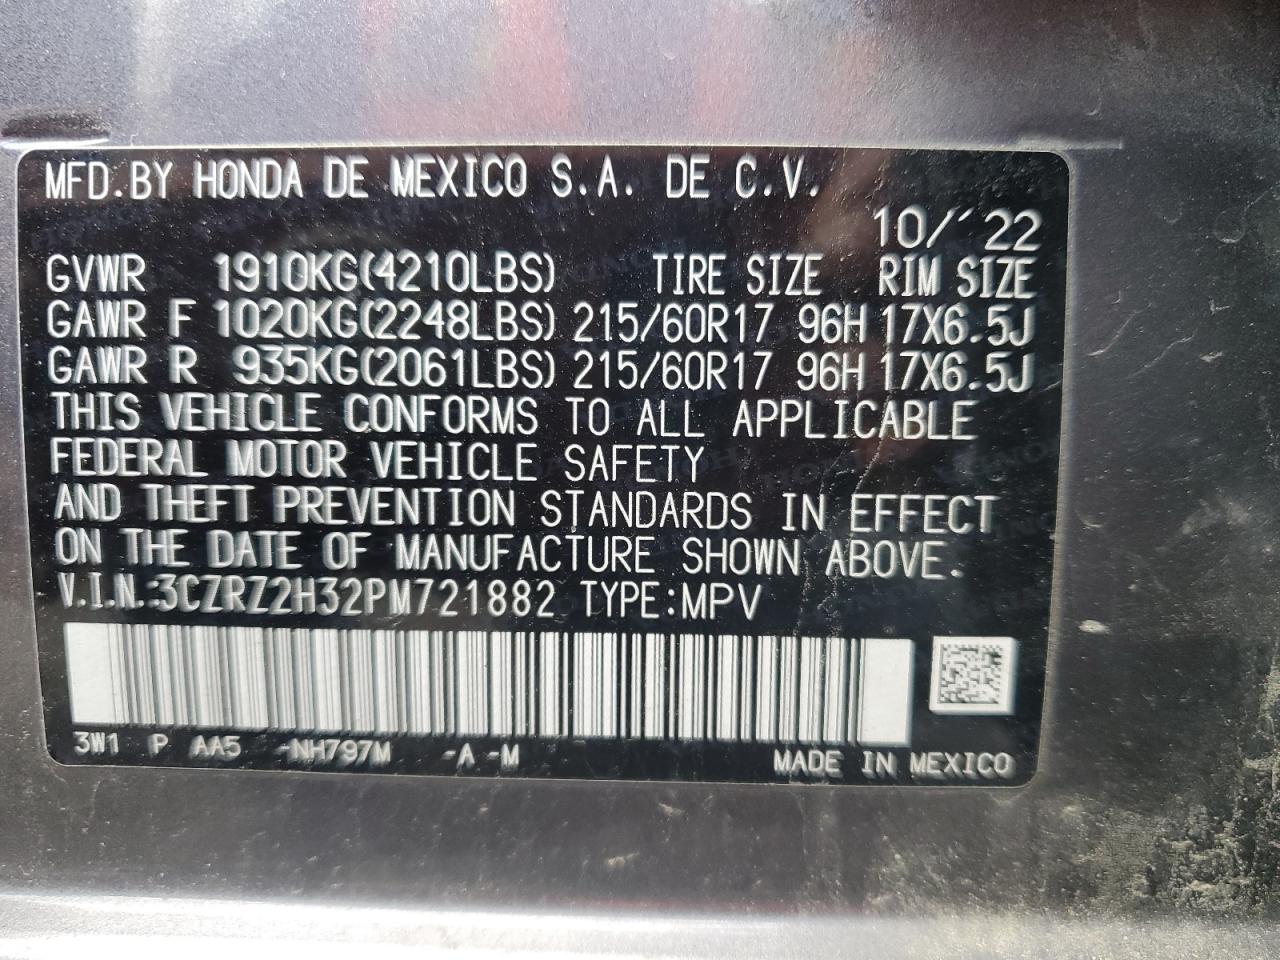 MFD.BY HONDA DE MEXICO S.A. DE C.V.
10/´22
GVWR 1910KG(4210LBS) TIRE SIZE RIM SIZE
GAWR F 1020KG(2248LBS) 215/60R17 96H 17X6.5J
GAWR R 935KG(2061LBS) 215/60R17 96H 17X6.5J
THIS VEHICLE CONFORMS TO ALL APPLICABLE
FEDERAL MOTOR VEHICLE SAFETY
AND THEFT PREVENTION STANDARDS IN EFFECT
ON THE DATE OF MANUFACTURE SHOWN ABOVE.
V.I.N.:3CZRZ2H32PM721882 TYPE:MPV
3W1 P AA5 -NH797M -A -M MADE IN MEXICO